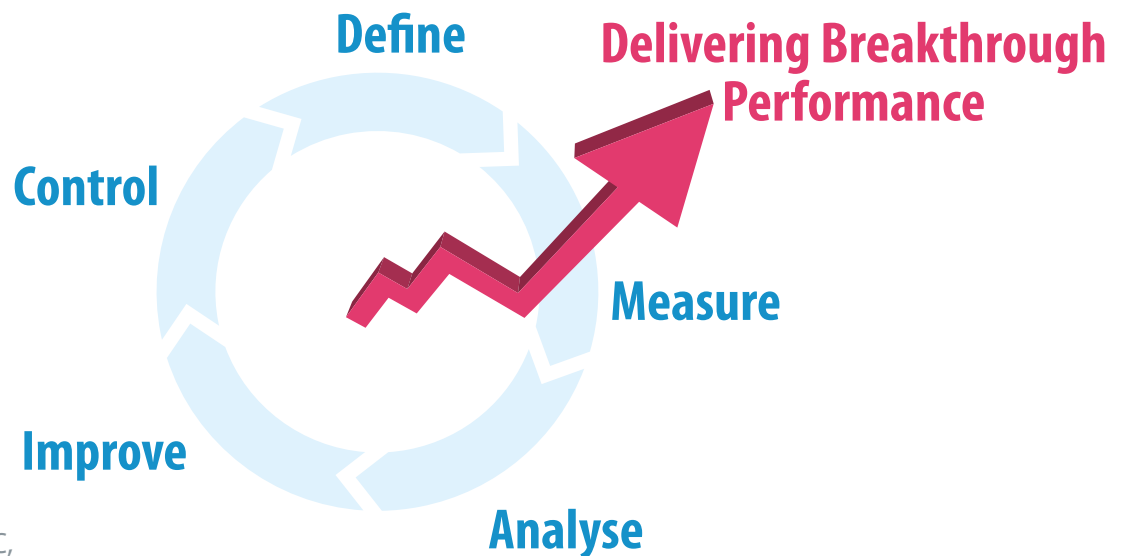 Define
Delivering Breakthrough
Performance
Control
Measure
Improve
Analyse
C,